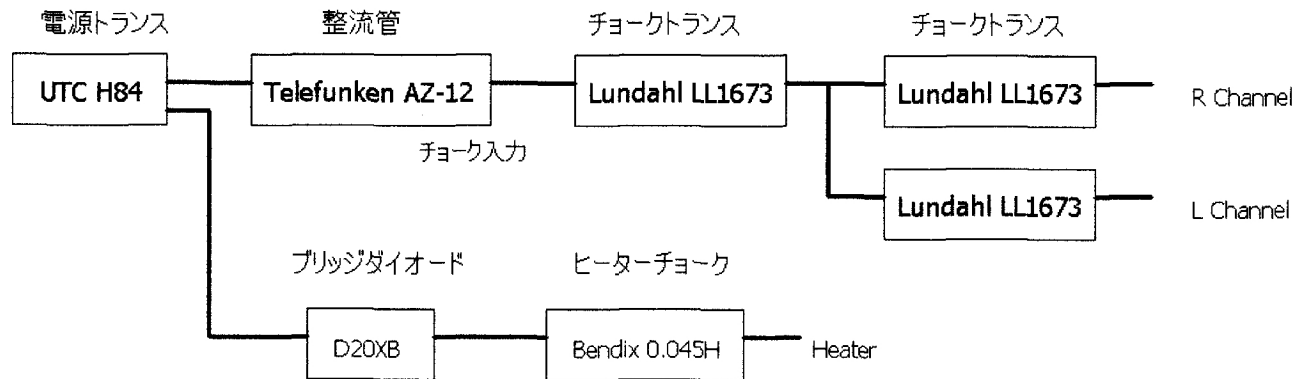 電源トランス
整流管
チョークトランス
チョークトランス
UTC H84
Telefunken AZ-12
Lundahl LL1673
Lundahl LL1673
R Channel
チョーク入力
Lundahl LL1673
L Channel
ブリッジダイオード
ヒーターチョーク
D20XB
Bendix 0.045H
Heater